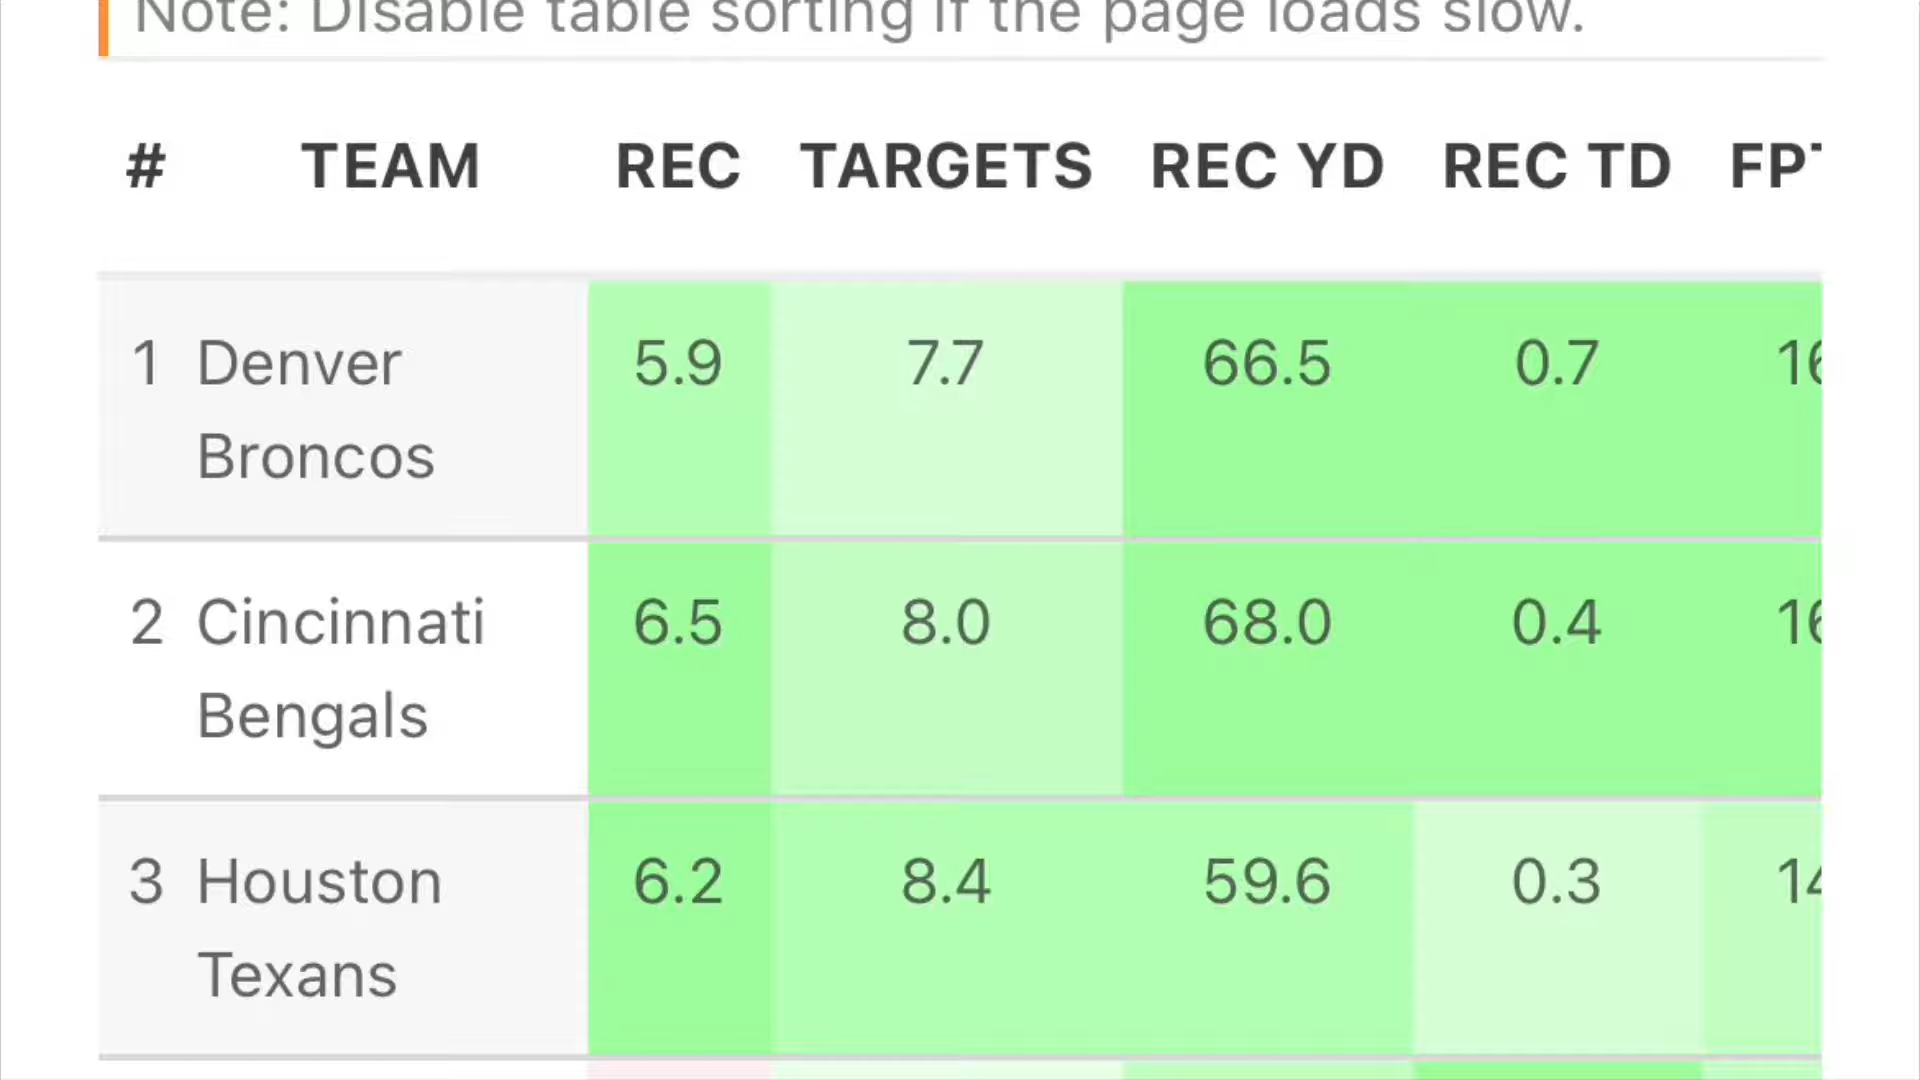 Note: Disable table sorting if the page loads slow.
# TEAM REC TARGETS REC YD REC TD
1 Denver 5.9 7.7 66.5 0.7
Broncos
2 Cincinnati 6.5 8.0 68.0 0.4
Bengals
3 Houston 6.2 8.4 59.6 0.3
Texans